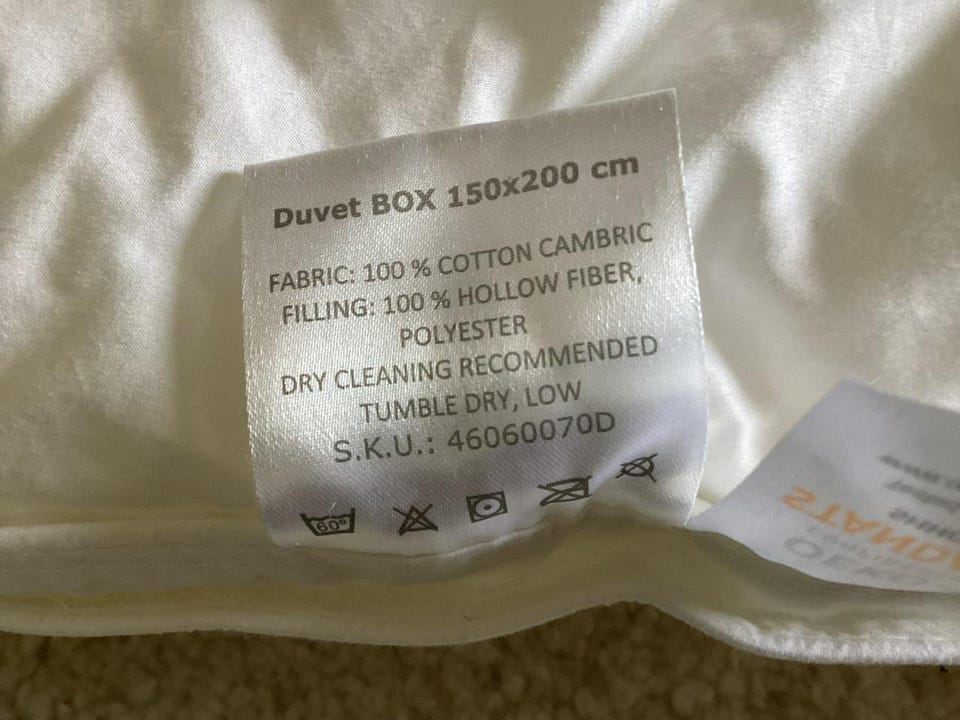 Duvet BOX 150x200 cm
FABRIC: 100 % COTTON CAMBRIC
FILLING: 100 % HOLLOW FIBER,
POLYESTER
DRY CLEANING RECOMMENDED
TUMBLE DRY, LOW
S.K.U.: 46060070D
60°